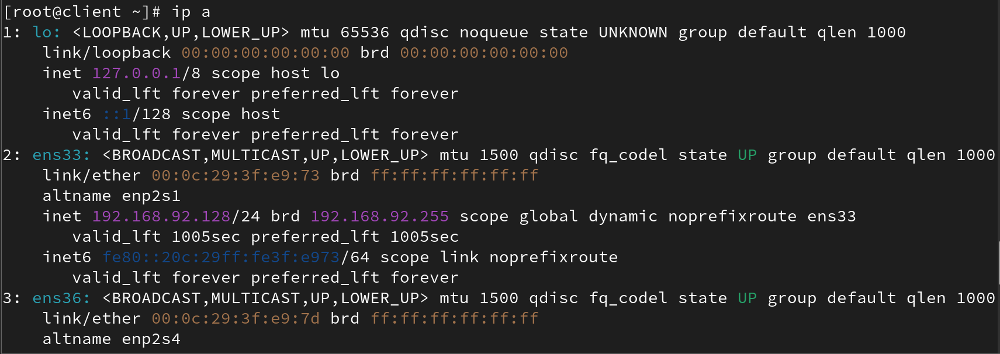 [root@client ~]# ip a
1: lo: <LOOPBACK,UP,LOWER_UP> mtu 65536 qdisc noqueue state UNKNOWN group default qlen 1000
    link/loopback 00:00:00:00:00:00 brd 00:00:00:00:00:00
    inet 127.0.0.1/8 scope host lo
       valid_lft forever preferred_lft forever
    inet6 ::1/128 scope host
       valid_lft forever preferred_lft forever
2: ens33: <BROADCAST,MULTICAST,UP,LOWER_UP> mtu 1500 qdisc fq_codel state UP group default qlen 1000
    link/ether 00:0c:29:3f:e9:73 brd ff:ff:ff:ff:ff:ff
    altname enp2s1
    inet 192.168.92.128/24 brd 192.168.92.255 scope global dynamic noprefixroute ens33
       valid_lft 1005sec preferred_lft 1005sec
    inet6 fe80::20c:29ff:fe3f:e973/64 scope link noprefixroute
       valid_lft forever preferred_lft forever
3: ens36: <BROADCAST,MULTICAST,UP,LOWER_UP> mtu 1500 qdisc fq_codel state UP group default qlen 1000
    link/ether 00:0c:29:3f:e9:7d brd ff:ff:ff:ff:ff:ff
    altname enp2s4